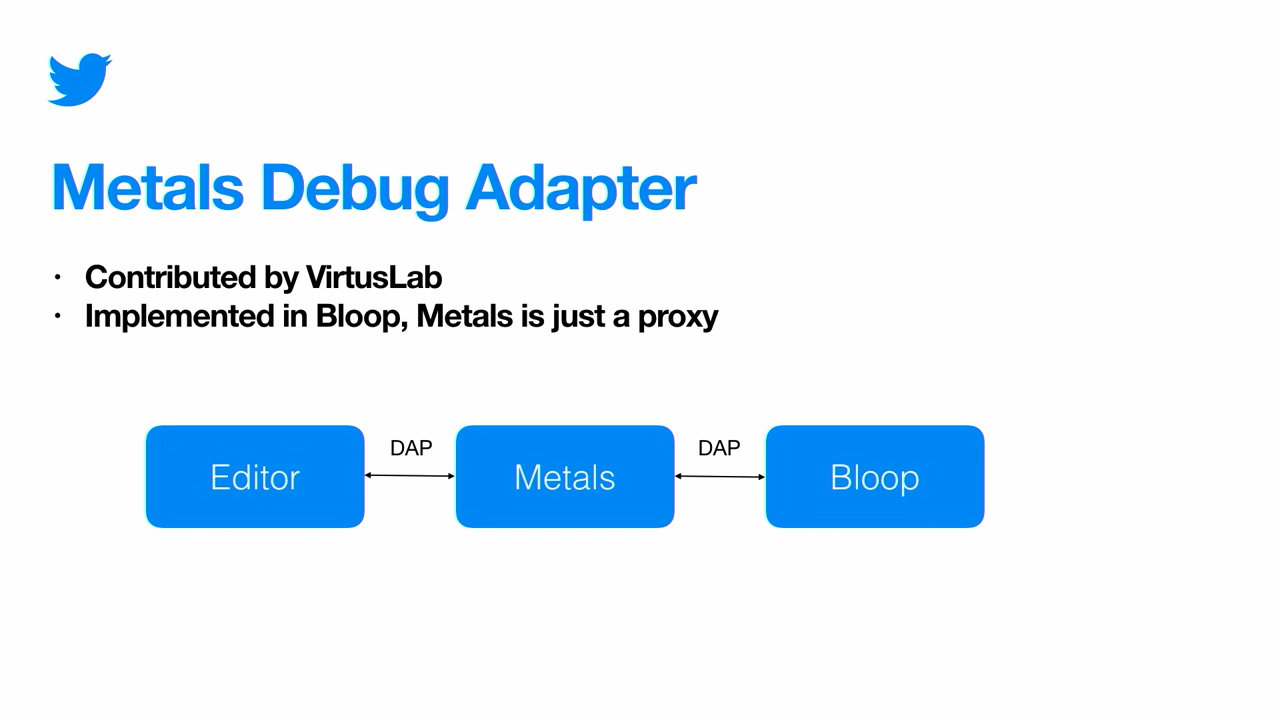 Metals Debug Adapter
· Contributed by VirtusLab
· Implemented in Bloop, Metals is just a proxy
Editor
DAP
Metals
DAP
Bloop